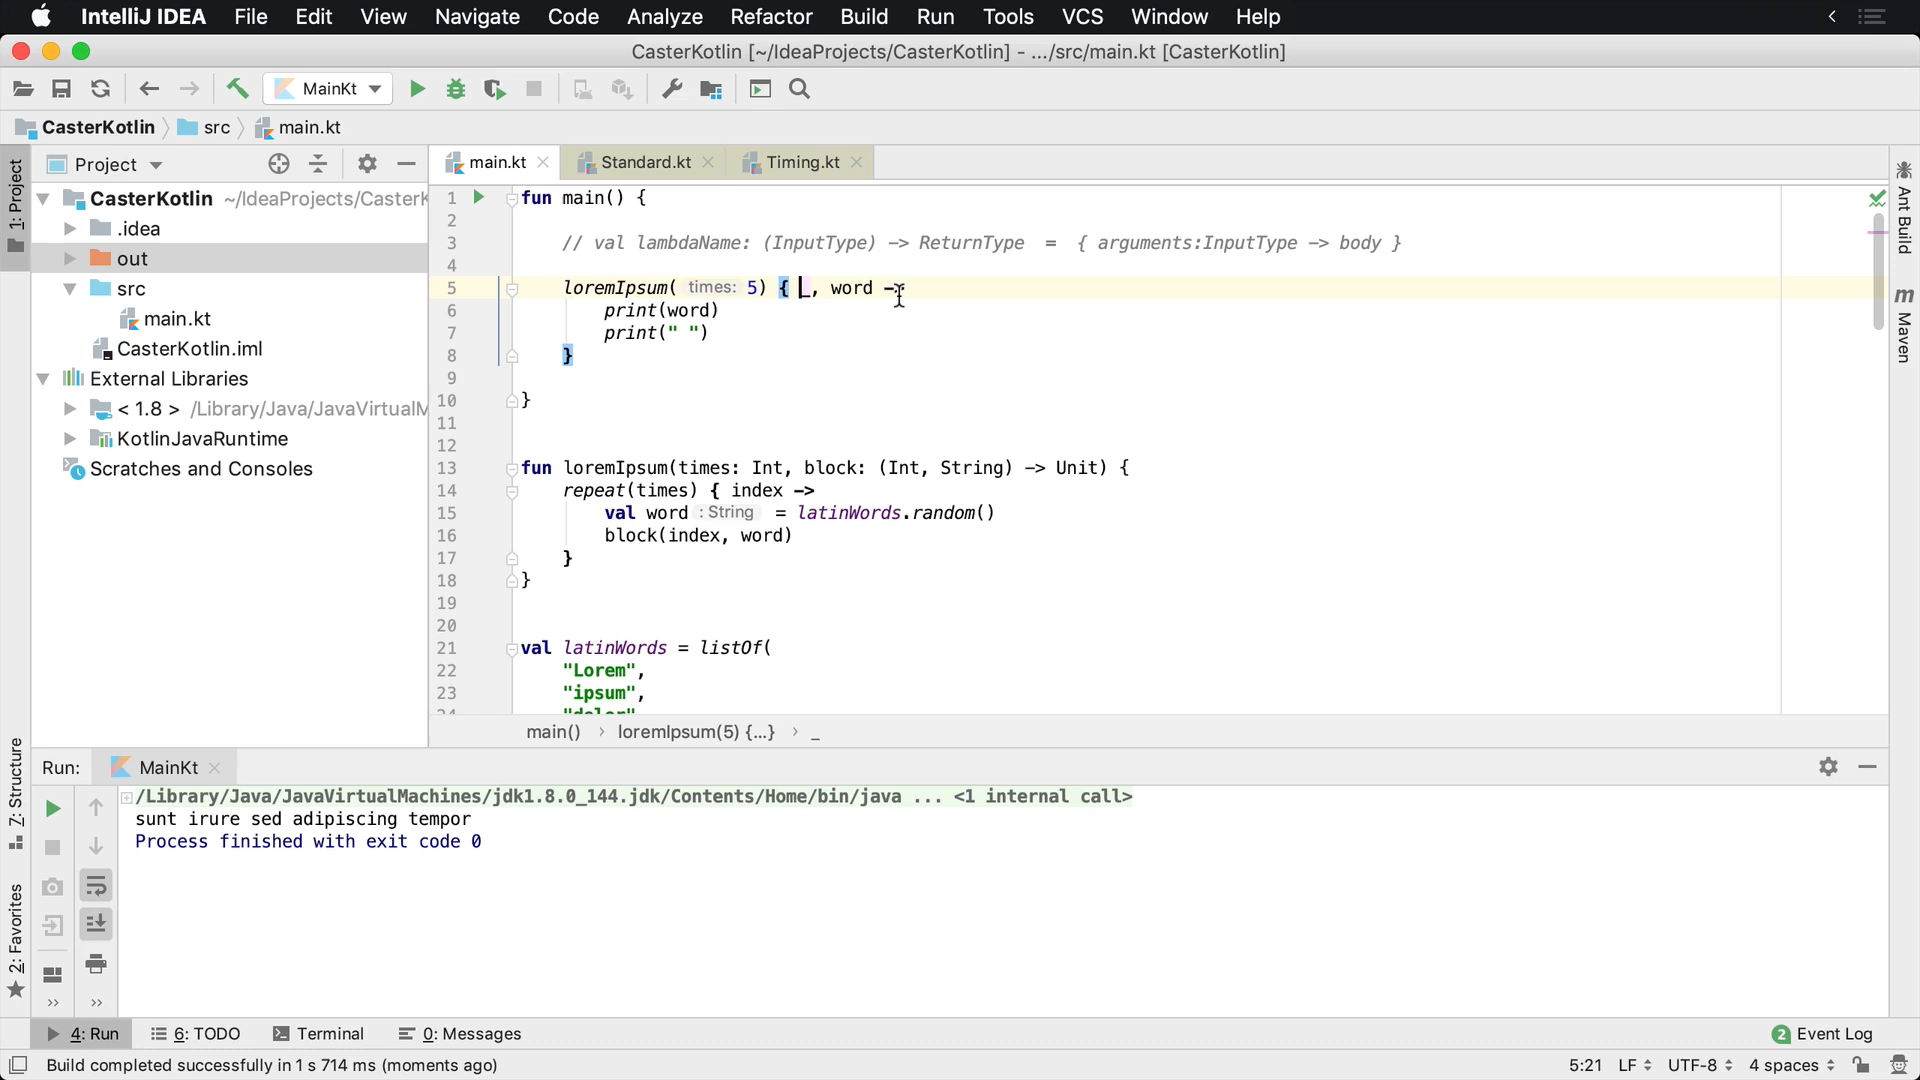 IntelliJ IDEA File Edit View Navigate Code Analyze Refactor Build Run Tools VCS Window Help
CasterKotlin [~/IdeaProjects/CasterKotlin] - .../src/main.kt [CasterKotlin]
MainKt
CasterKotlin src main.kt
Project
main.kt Standard.kt Timing.kt
1: Project
CasterKotlin ~/IdeaProjects/CasterK
.idea
out
src
main.kt
CasterKotlin.iml
External Libraries
< 1.8 > /Library/Java/JavaVirtualM
KotlinJavaRuntime
Scratches and Consoles
1 fun main() {
2
3 // val lambdaName: (InputType) -> ReturnType = { arguments:InputType -> body }
4
5 loremIpsum( times: 5) { _, word ->
6 print(word)
7 print(" ")
8 }
9
10 }
11
12
13 fun loremIpsum(times: Int, block: (Int, String) -> Unit) {
14 repeat(times) { index ->
15 val word : String = latinWords.random()
16 block(index, word)
17 }
18 }
19
20
21 val latinWords = listOf(
22 "Lorem",
23 "ipsum",
24 "dolor"
main() › loremIpsum(5) {...} › _
Ant Build
m Maven
Z: Structure
2: Favorites
Run: MainKt
/Library/Java/JavaVirtualMachines/jdk1.8.0_144.jdk/Contents/Home/bin/java ... <1 internal call>
sunt irure sed adipiscing tempor
Process finished with exit code 0
>> >>
4: Run 6: TODO Terminal 0: Messages 2 Event Log
Build completed successfully in 1 s 714 ms (moments ago) 5:21 LF UTF-8 4 spaces